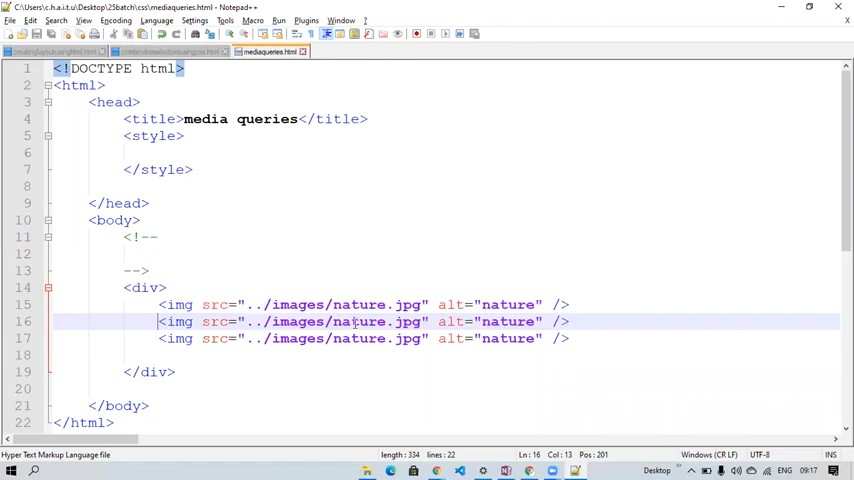 C:\Users\c.h.a.i.t.u\Desktop\25batch\css\mediaqueries.html - Notepad++
File Edit Search View Encoding Language Settings Tools Macro Run Plugins Window ?
creatinglayoutusinghtml.html mediaqueries.html
1 <!DOCTYPE html>
2 <html>
3 <head>
4 <title>media queries</title>
5 <style>
6
7 </style>
8
9 </head>
10 <body>
11 <!--
12
13 -->
14 <div>
15 <img src="../images/nature.jpg" alt="nature" />
16 <img src="../images/nature.jpg" alt="nature" />
17 <img src="../images/nature.jpg" alt="nature" />
18
19 </div>
20
21 </body>
22 </html>
Hyper Text Markup Language file length : 334 lines : 22 Ln : 16 Col : 13 Pos : 201 Windows (CR LF) UTF-8 INS
Desktop ENG 09:17